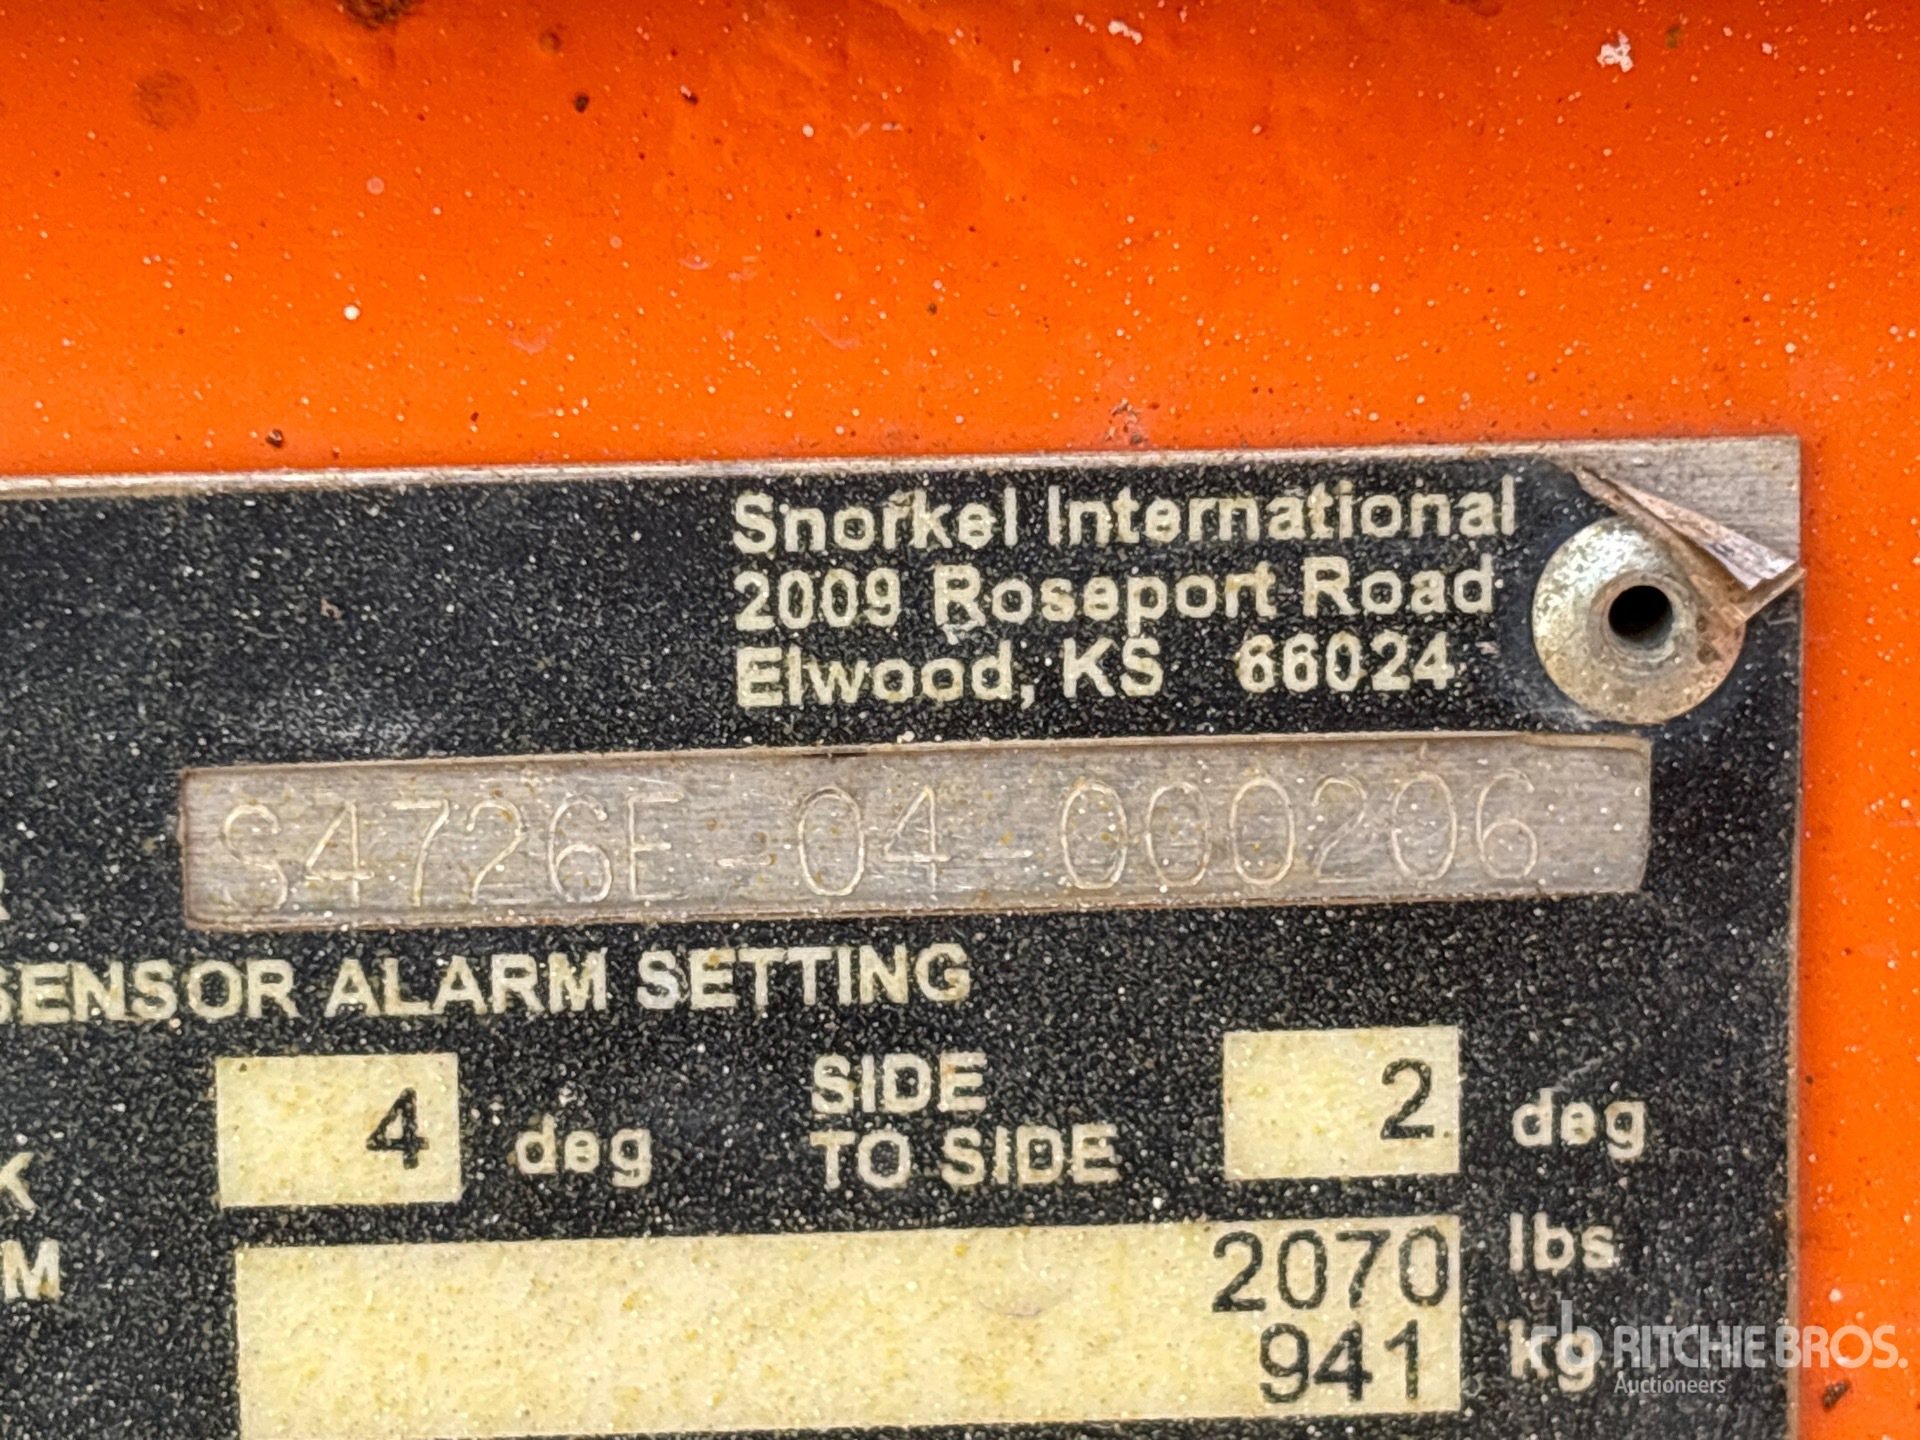 Snorkel International
2009 Roseport Road
Elwood, KS 66024
S4726E-04-000206
SENSOR ALARM SETTING
4 deg SIDE TO SIDE 2 deg
2070 lbs
941 kg
rb RITCHIE BROS.
Auctioneers